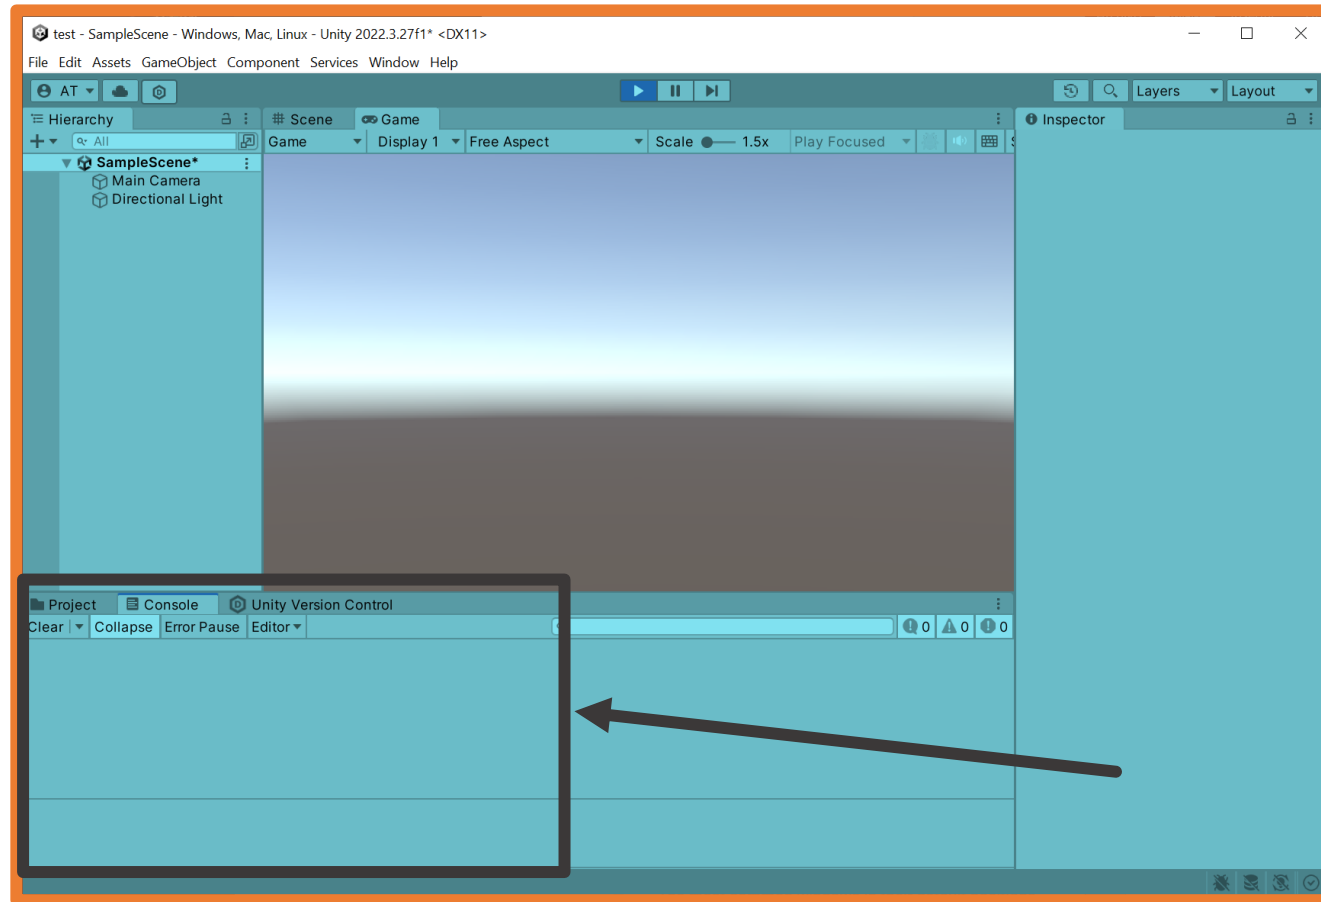 test - SampleScene - Windows, Mac, Linux - Unity 2022.3.27f1* <DX11>
File Edit Assets GameObject Component Services Window Help
AT Layers Layout
Hierarchy # Scene Game Inspector
All Game Display 1 Free Aspect Scale 1.5x Play Focused
SampleScene*
Main Camera
Directional Light
Project Console Unity Version Control
Clear Collapse Error Pause Editor 0 0 0